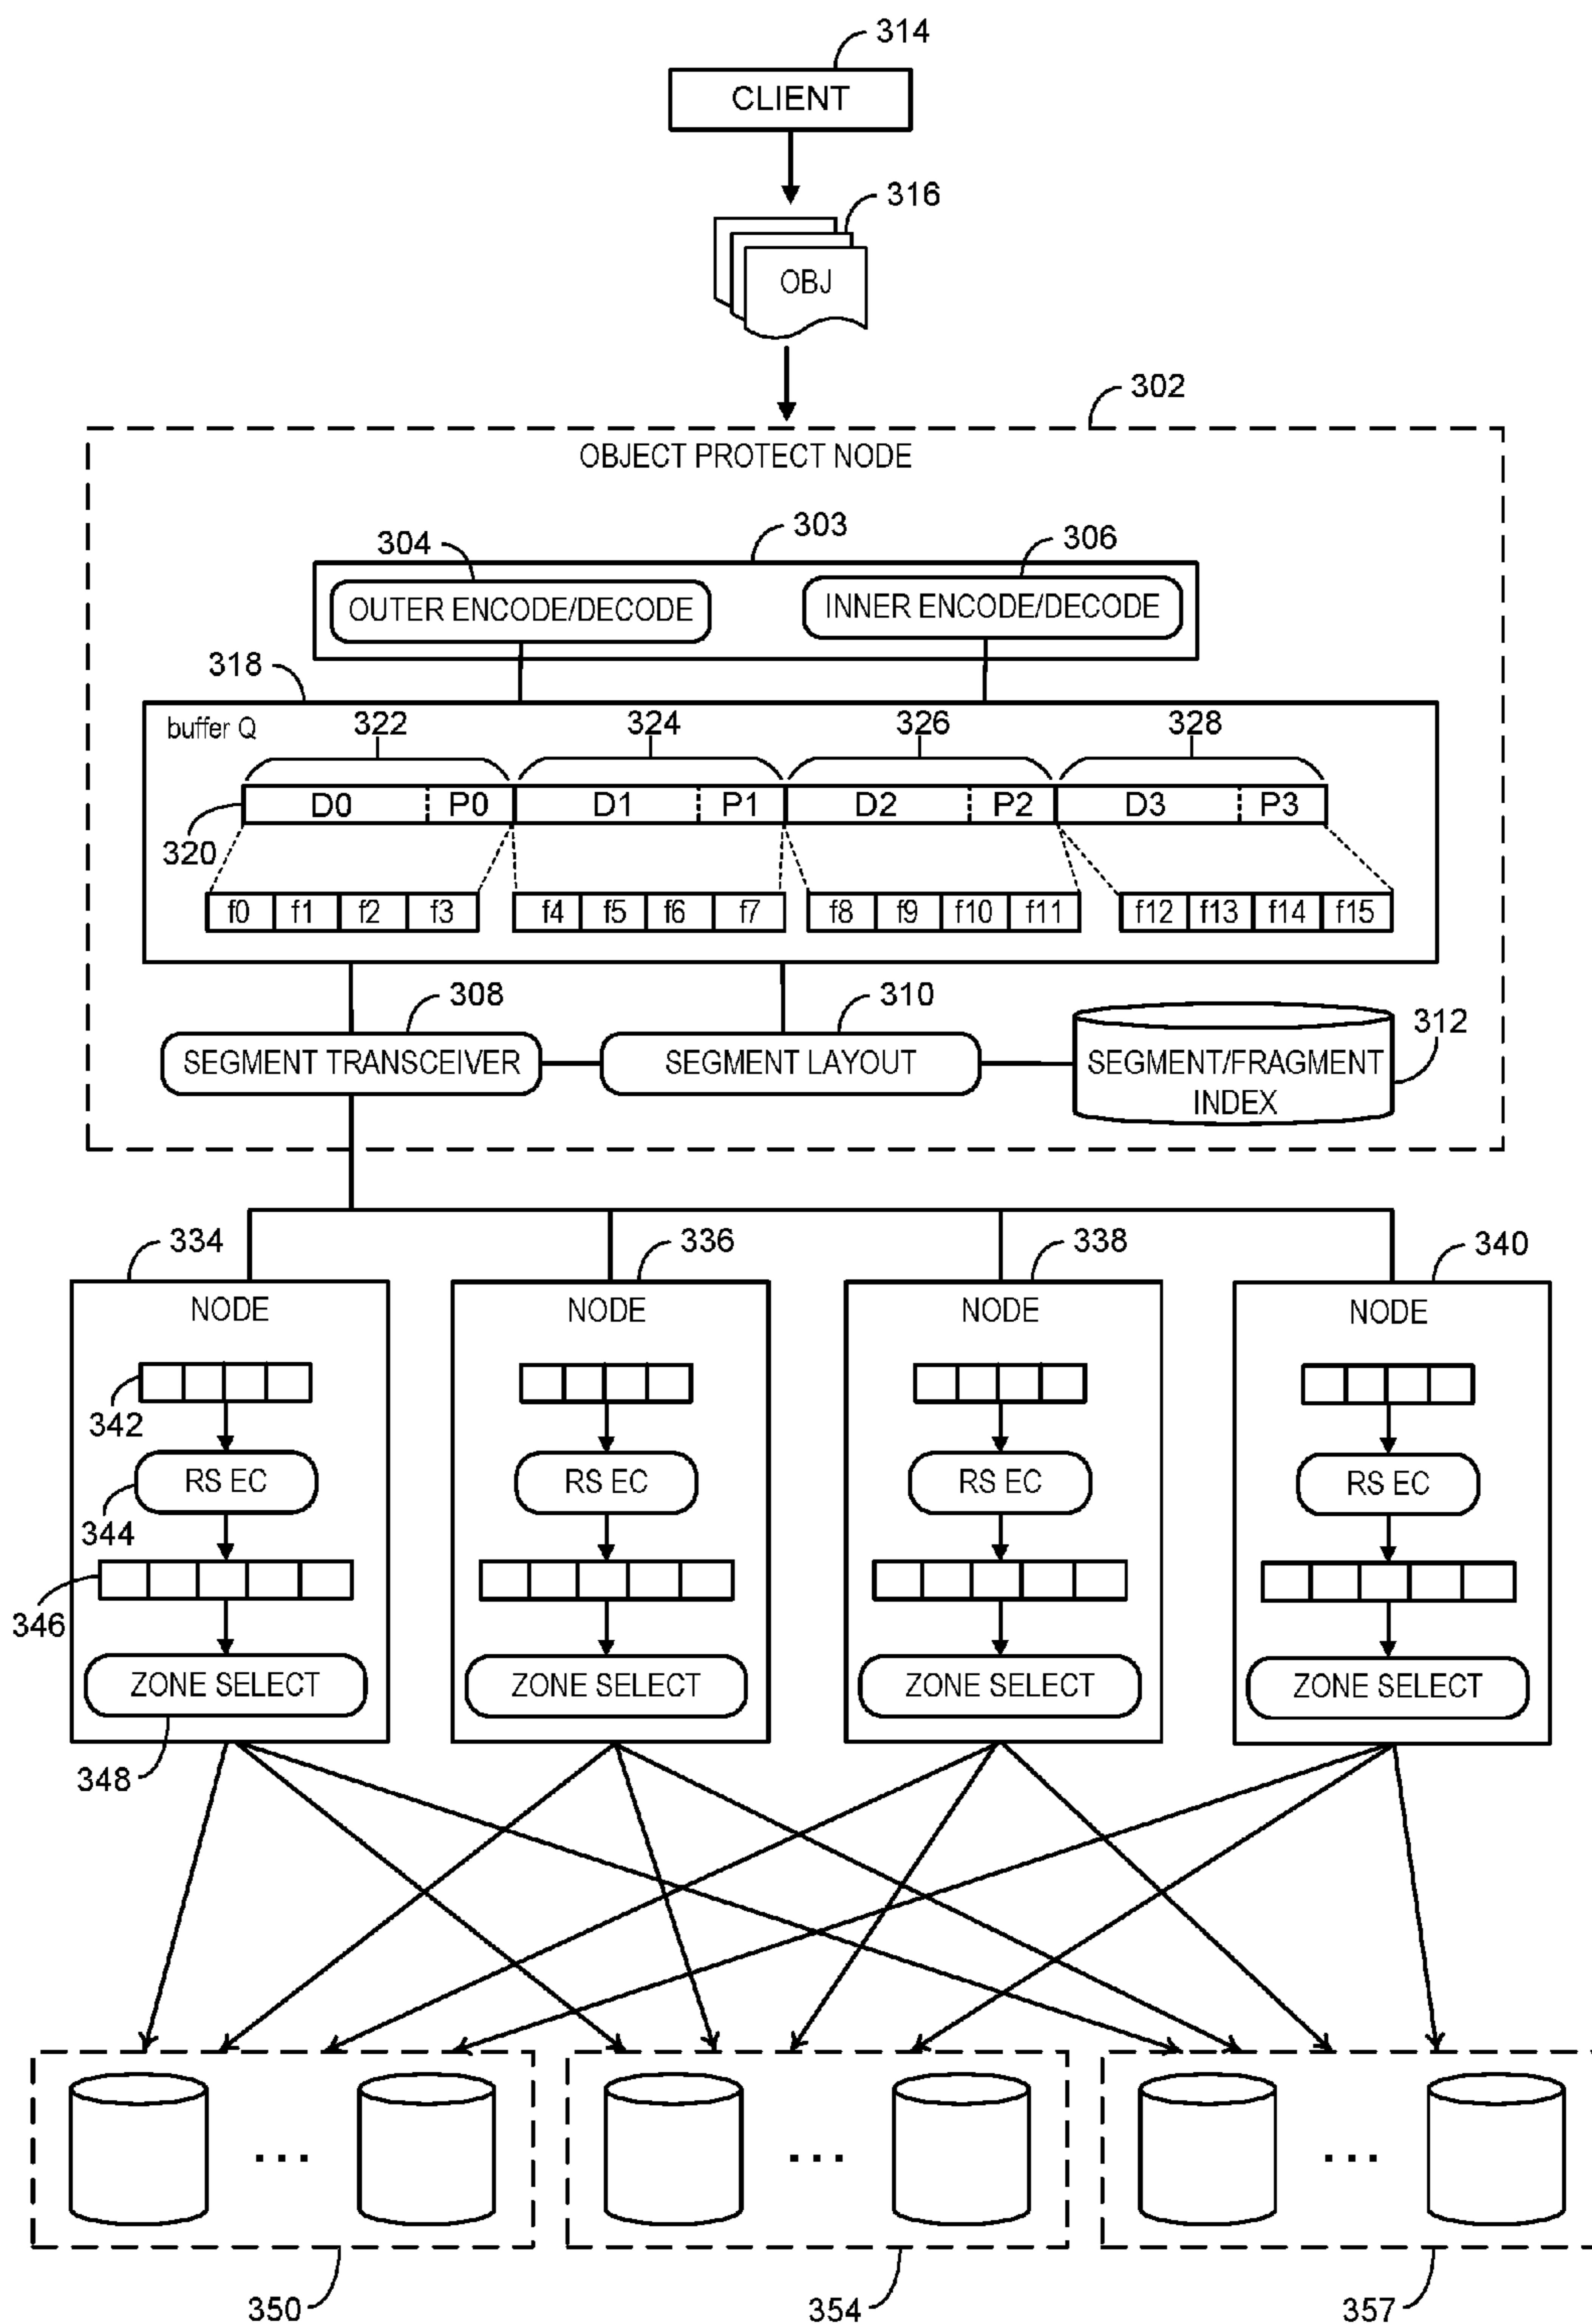 314
CLIENT
316
OBJ
302
OBJECT PROTECT NODE
303
304
306
OUTER ENCODE/DECODE
INNER ENCODE/DECODE
318
buffer Q
322
324
326
328
D0 P0 D1 P1 D2 P2 D3 P3
320
f0 f1 f2 f3 f4 f5 f6 f7 f8 f9 f10 f11 f12 f13 f14 f15
308
310
312
SEGMENT TRANSCEIVER
SEGMENT LAYOUT
SEGMENT/FRAGMENT
INDEX
334
336
338
340
NODE
NODE
NODE
NODE
342
RS EC
RS EC
RS EC
RS EC
344
346
ZONE SELECT
ZONE SELECT
ZONE SELECT
ZONE SELECT
348
...
...
...
350
354
357